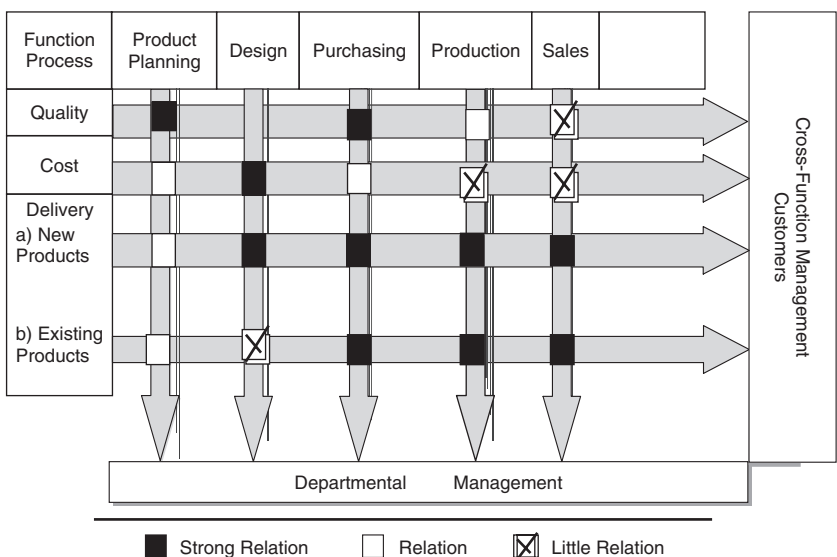 Function
Process
Product
Planning
Design
Purchasing
Production
Sales
Quality
Cost
Delivery
a) New
Products
b) Existing
Products
Cross-Function Management
Customers
Departmental Management
Strong Relation
Relation
Little Relation